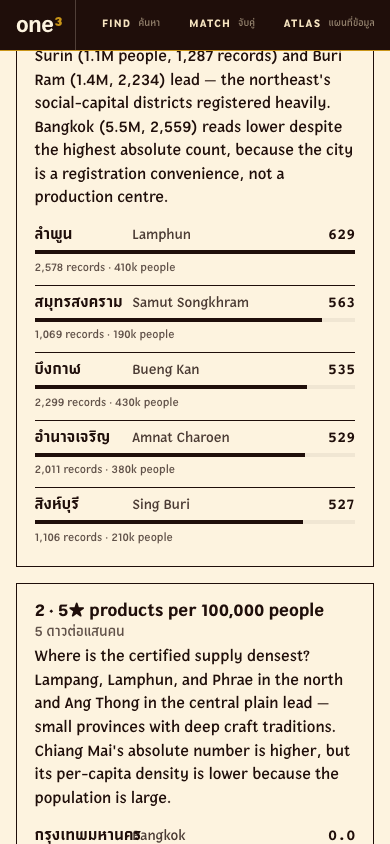 one³ FIND ค้นหา MATCH จับคู่ ATLAS แผนที่ข้อมูล
Surin (1.1M people, 1,287 records) and Buri
Ram (1.4M, 2,234) lead — the northeast's
social-capital districts registered heavily.
Bangkok (5.5M, 2,559) reads lower despite
the highest absolute count, because the city
is a registration convenience, not a
production centre.
ลำพูน Lamphun 629
2,578 records · 410k people
สมุทรสงคราม Samut Songkhram 563
1,069 records · 190k people
บึงกาฬ Bueng Kan 535
2,299 records · 430k people
อำนาจเจริญ Amnat Charoen 529
2,011 records · 380k people
สิงห์บุรี Sing Buri 527
1,106 records · 210k people
2 · 5★ products per 100,000 people
5 ดาวต่อแสนคน
Where is the certified supply densest?
Lampang, Lamphun, and Phrae in the north
and Ang Thong in the central plain lead —
small provinces with deep craft traditions.
Chiang Mai's absolute number is higher, but
its per-capita density is lower because the
population is large.
กรุงเทพมหานคร Bangkok 0.0